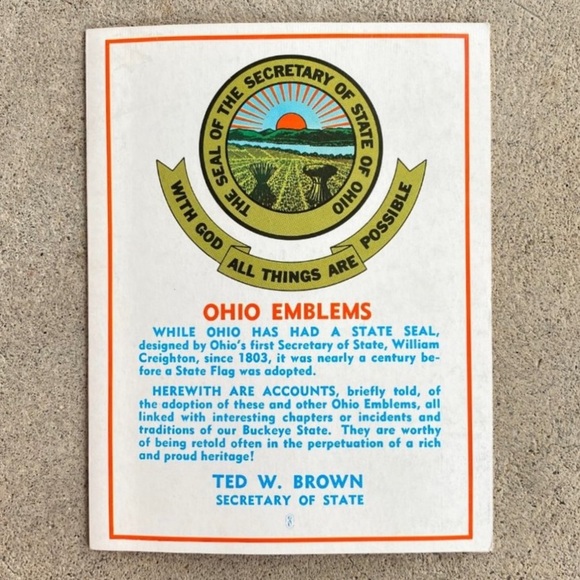 THE SEAL OF THE SECRETARY OF STATE OF OHIO
WITH GOD ALL THINGS ARE POSSIBLE
OHIO EMBLEMS
WHILE OHIO HAS HAD A STATE SEAL,
designed by Ohio's first Secretary of State, William
Creighton, since 1803, it was nearly a century be-
fore a State Flag was adopted.
HEREWITH ARE ACCOUNTS, briefly told, of
the adoption of these and other Ohio Emblems, all
linked with interesting chapters or incidents and
traditions of our Buckeye State. They are worthy
of being retold often in the perpetuation of a rich
and proud heritage!
TED W. BROWN
SECRETARY OF STATE